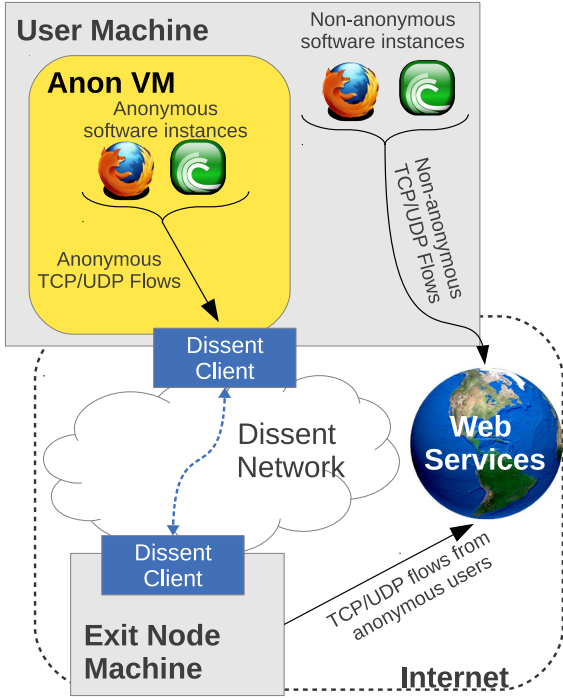 User Machine
Non-anonymous
software instances
Anon VM
Anonymous
software instances
Non-anonymous
TCP/UDP Flows
Anonymous
TCP/UDP Flows
Dissent
Client
Dissent
Network
Web
Services
Dissent
Client
TCP/UDP flows from
anonymous users
Exit Node
Machine
Internet